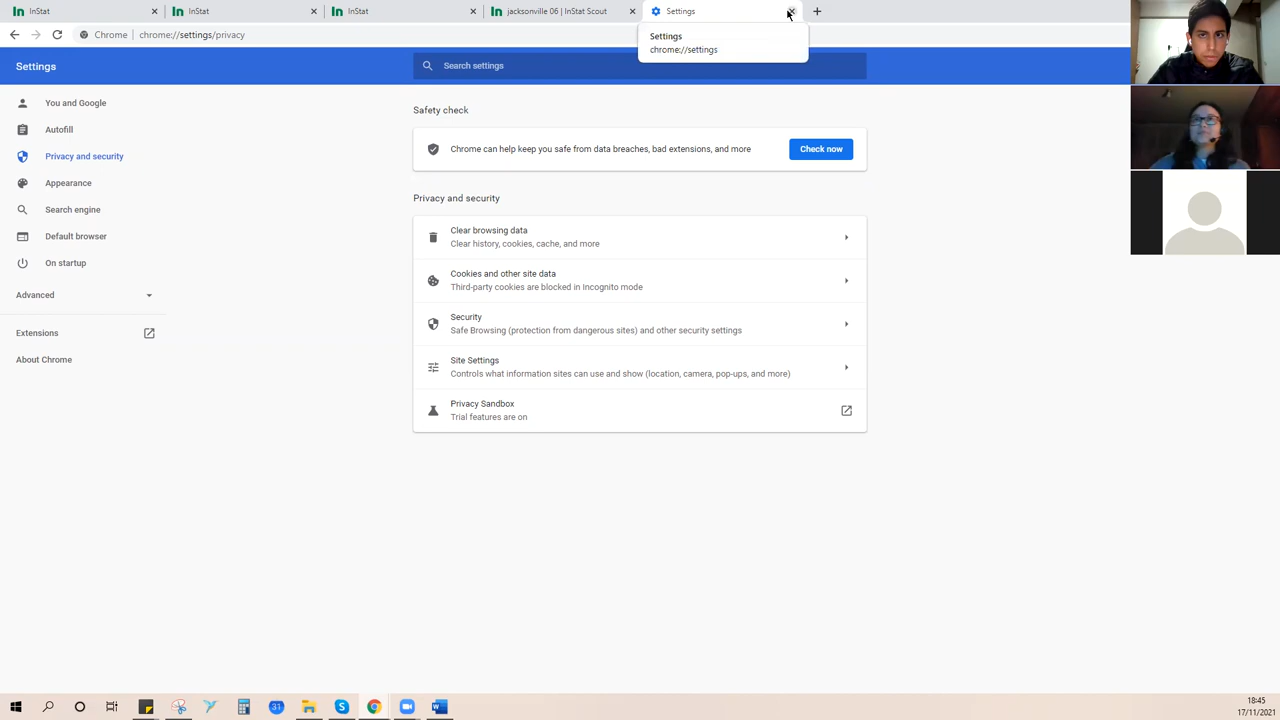 InStat
InStat
InStat
jacksonville 06 | InStat Scout
Settings
Chrome | chrome://settings/privacy
Settings
chrome://settings
Settings
Search settings
You and Google
Autofill
Privacy and security
Appearance
Search engine
Default browser
On startup
Advanced
Extensions
About Chrome
Safety check
Chrome can help keep you safe from data breaches, bad extensions, and more
Check now
Privacy and security
Clear browsing data
Clear history, cookies, cache, and more
Cookies and other site data
Third-party cookies are blocked in Incognito mode
Security
Safe Browsing (protection from dangerous sites) and other security settings
Site Settings
Controls what information sites can use and show (location, camera, pop-ups, and more)
Privacy Sandbox
Trial features are on
31
18:45
17/11/2021